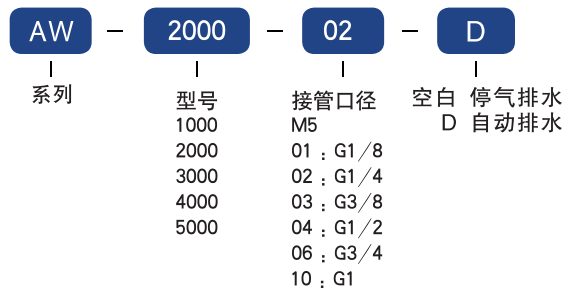 AW — 2000 — 02 — D
系列
型号
1000
2000
3000
4000
5000
接管口径
M5
01：G1/8
02：G1/4
03：G3/8
04：G1/2
06：G3/4
10：G1
空白 停气排水
D 自动排水